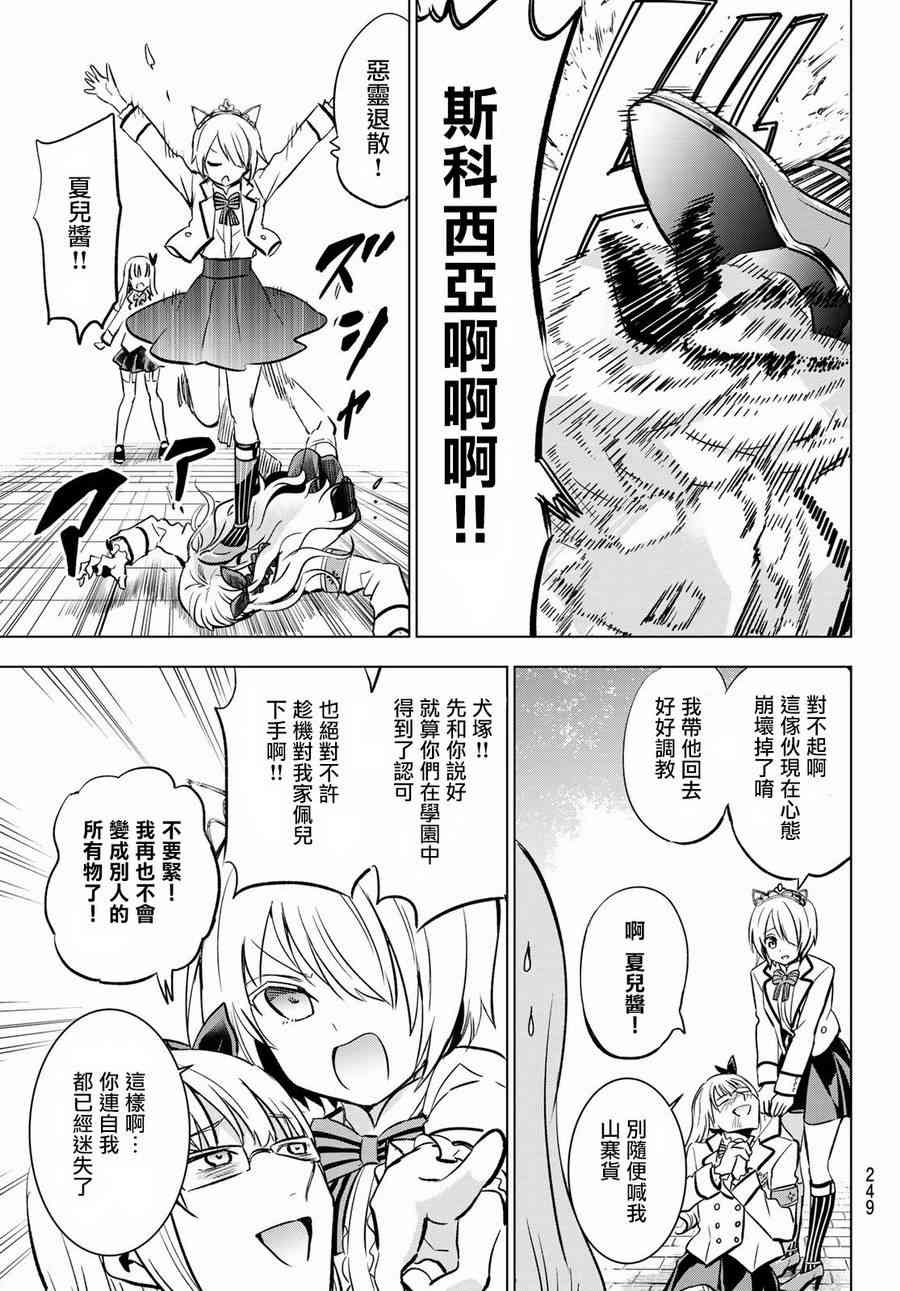 斯科西亞啊啊啊!!
惡靈退散！
夏兒醬!!
ズ
シャアア
對不起啊
這傢伙現在心態
崩壞掉了唷
我帶他回去
好好調教
啊 夏兒醬！
別隨便喊我
山寨貨
犬塚!!
先和你說好
就算你們在學園中
得到了認可
也絕對不許
趁機對我家佩兒
下手啊!!
不要緊！
我再也不會
變成別人的
所有物了！
這樣啊…
你連自我
都已經迷失了
249